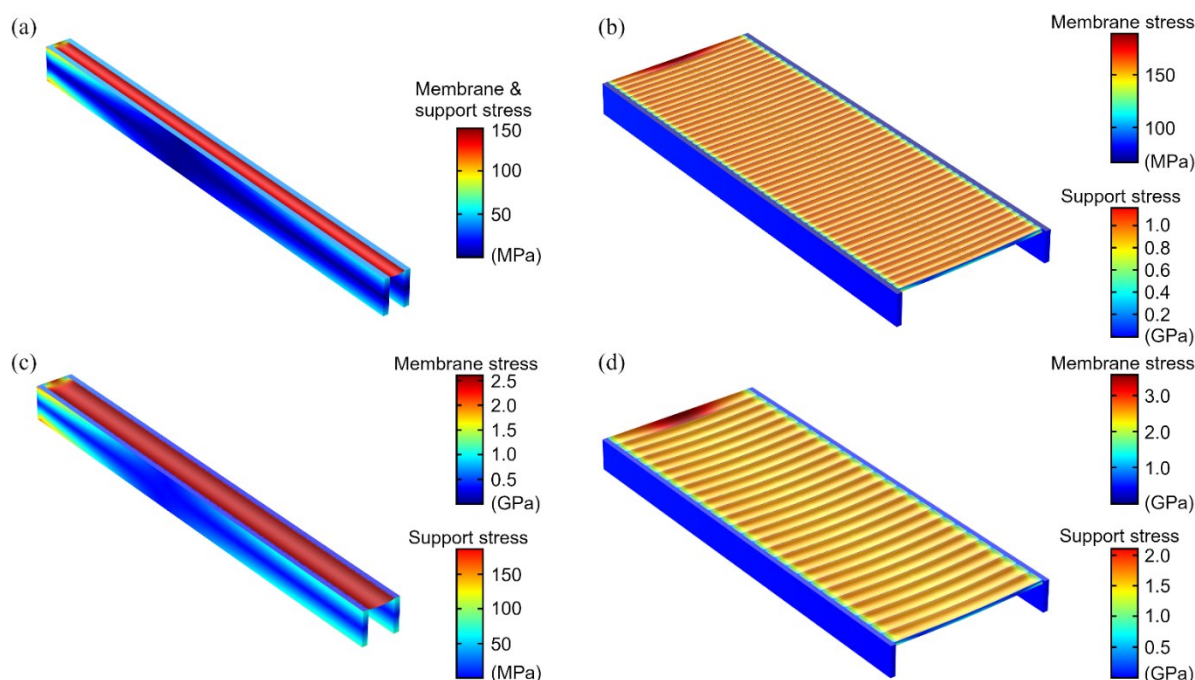 (a)
Membrane &
support stress
150
100
50
(MPa)
(b)
Membrane stress
150
100
(MPa)
Support stress
1.0
0.8
0.6
0.4
0.2
(GPa)
(c)
Membrane stress
2.5
2.0
1.5
1.0
0.5
(GPa)
Support stress
150
100
50
(MPa)
(d)
Membrane stress
3.0
2.0
1.0
(GPa)
Support stress
2.0
1.5
1.0
0.5
(GPa)